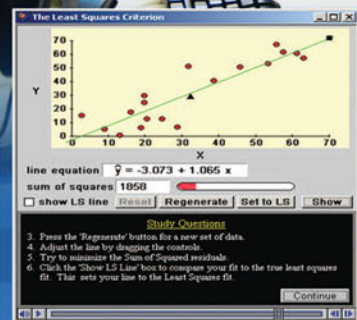 The Least Squares Criterion
70
60
50
40
30
20
10
0
Y
0 10 20 30 40 50 60 70
X
line equation ŷ = -3.073 + 1.065 x
sum of squares 1858
show LS line Reset Regenerate Set to LS Show
Study Questions
3. Press the 'Regenerate' button for a new set of data.
4. Adjust the line by dragging the controls.
5. Try to minimize the Sum of Squared residuals.
6. Click the 'Show LS Line' box to compare your fit to the true least squares
fit. This sets your line to the Least Squares fit.
Continue